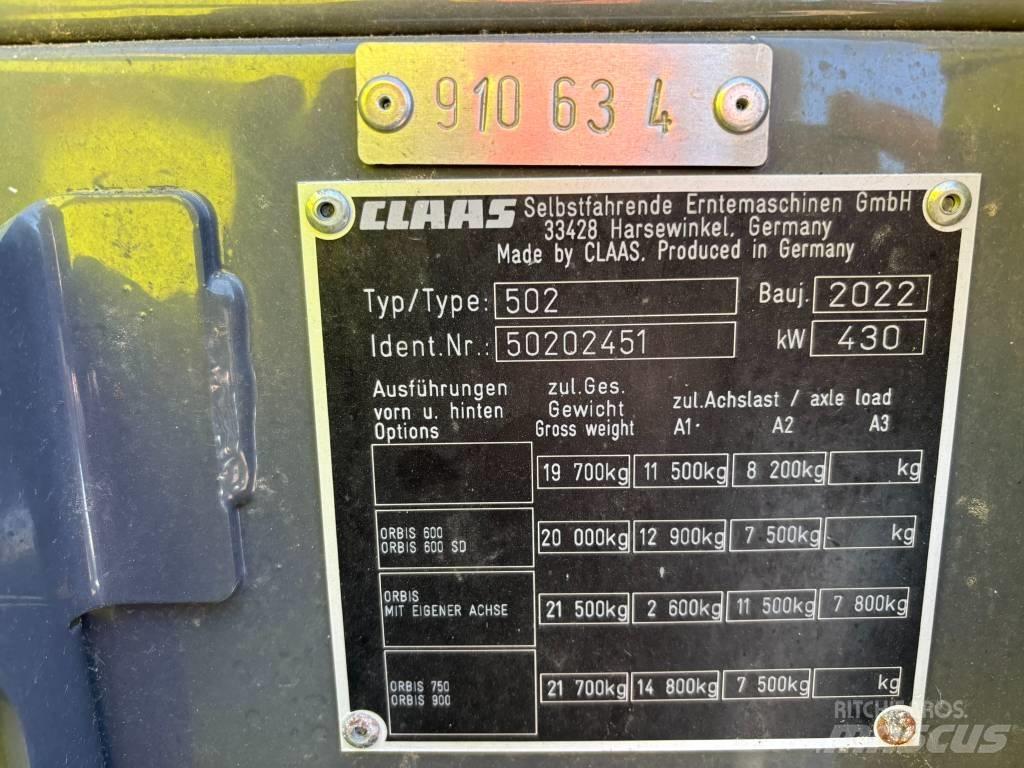 910 63 4
CLAAS Selbstfahrende Erntemaschinen GmbH
33428 Harsewinkel, Germany
Made by CLAAS. Produced in Germany
Typ/Type: 502 Bauj. 2022
Ident.Nr.: 50202451 kW 430
Ausführungen vorn u. hinten Options zul.Ges. Gewicht Gross weight zul.Achslast / axle load A1 A2 A3
19 700kg 11 500kg 8 200kg kg
ORBIS 600
ORBIS 600 SD 20 000kg 12 900kg 7 500kg kg
ORBIS
MIT EIGENER ACHSE 21 500kg 2 600kg 11 500kg 7 800kg
ORBIS 750
ORBIS 900 21 700kg 14 800kg 7 500kg kg
RITCHIE BROS.
MASCUS